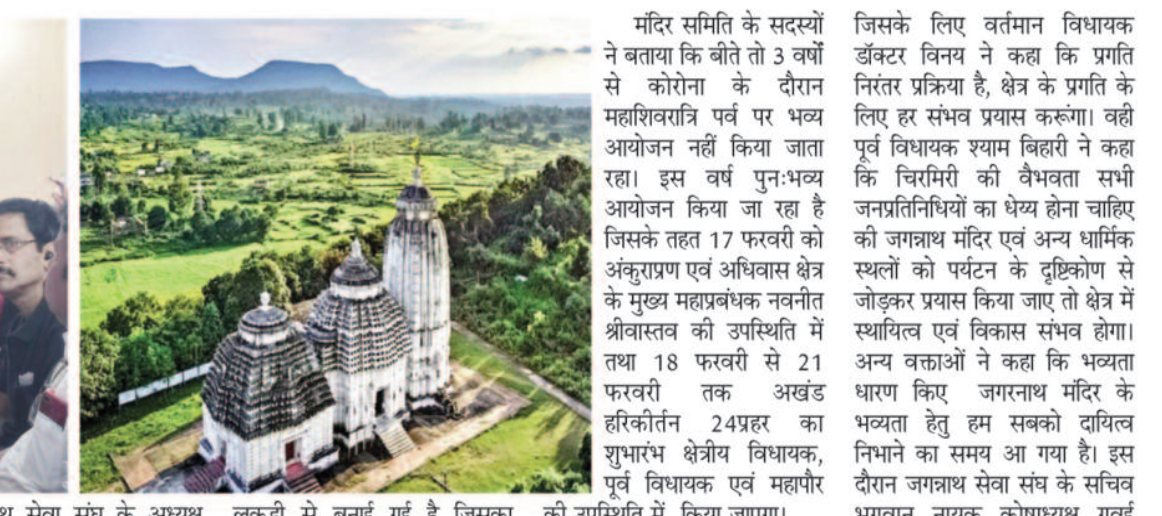 मंदिर समिति के सदस्यों
ने बताया कि बीते तो 3 वर्षों
से कोरोना के दौरान
महाशिवरात्रि पर्व पर भव्य
आयोजन नहीं किया जाता
रहा। इस वर्ष पुनःभव्य
आयोजन किया जा रहा है
जिसके तहत 17 फरवरी को
अंकुराप्रण एवं अधिवास क्षेत्र
के मुख्य महाप्रबंधक नवनीत
श्रीवास्तव की उपस्थिति में
तथा 18 फरवरी से 21
फरवरी तक अखंड
हरिकीर्तन 24प्रहर का
शुभारंभ क्षेत्रीय विधायक,
पूर्व विधायक एवं महापौर
की उपस्थिति में किया जाएगा।
जिसके लिए वर्तमान विधायक
डॉक्टर विनय ने कहा कि प्रगति
निरंतर प्रक्रिया है, क्षेत्र के प्रगति के
लिए हर संभव प्रयास करूंगा। वही
पूर्व विधायक श्याम बिहारी ने कहा
कि चिरमिरी की वैभवता सभी
जनप्रतिनिधियों का धेय्य होना चाहिए
की जगन्नाथ मंदिर एवं अन्य धार्मिक
स्थलों को पर्यटन के दृष्टिकोण से
जोड़कर प्रयास किया जाए तो क्षेत्र में
स्थायित्व एवं विकास संभव होगा।
अन्य वक्ताओं ने कहा कि भव्यता
धारण किए जगरनाथ मंदिर के
भव्यता हेतु हम सबको दायित्व
निभाने का समय आ गया है। इस
दौरान जगन्नाथ सेवा संघ के सचिव
भगवान नायक कोषाध्यक्ष
सेवा संघ के अध्यक्ष
लकड़ी से बनाई गई है जिसका